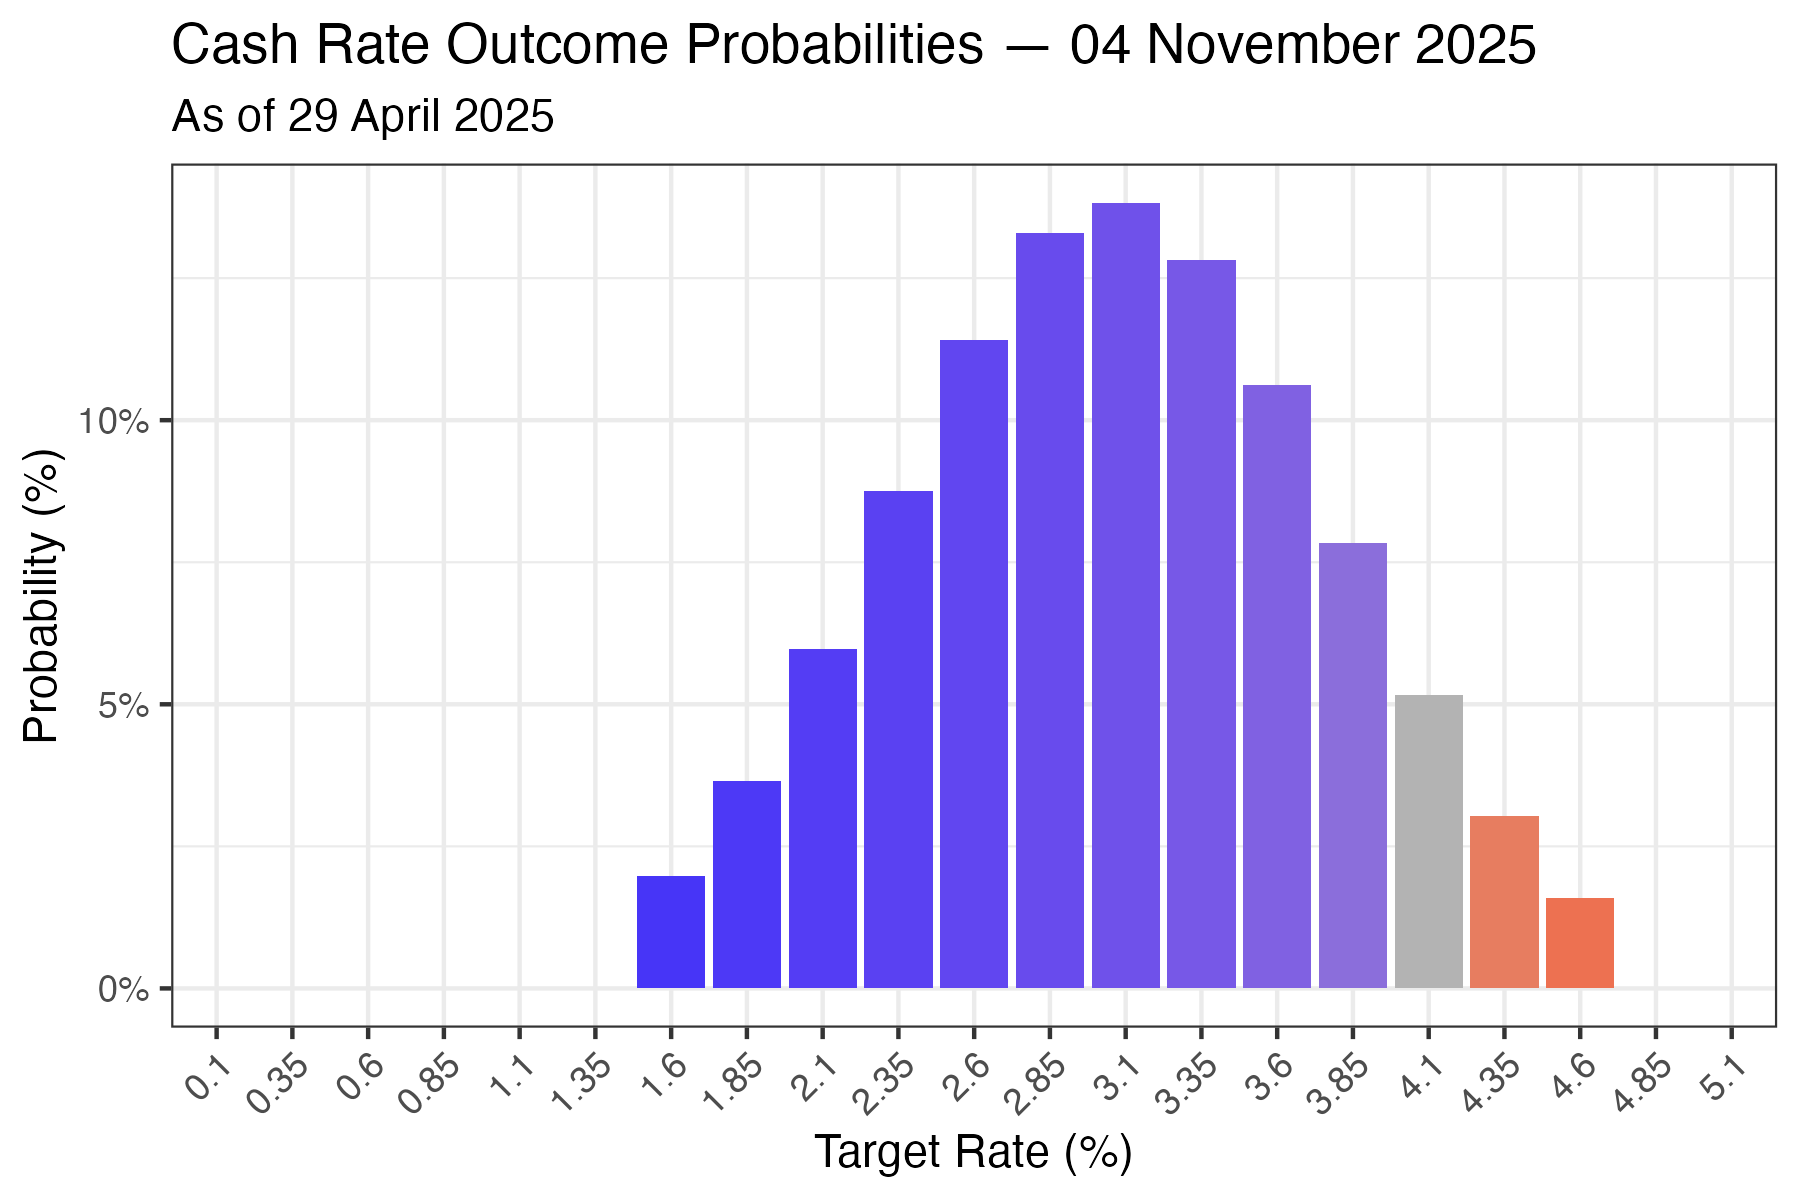 Cash Rate Outcome Probabilities — 04 November 2025
As of 29 April 2025
Probability (%)
10%
5%
0%
0.1 0.35 0.6 0.85 1.1 1.35 1.6 1.85 2.1 2.35 2.6 2.85 3.1 3.35 3.6 3.85 4.1 4.35 4.6 4.85 5.1
Target Rate (%)